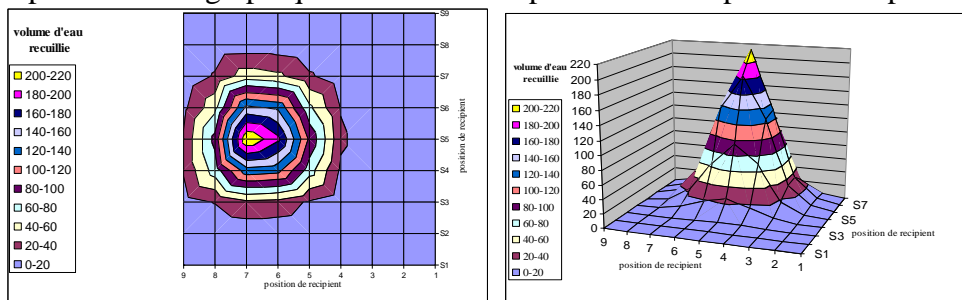 volume d'eau
recuillie
200-220
180-200
160-180
140-160
120-140
100-120
80-100
60-80
40-60
20-40
0-20
S9
S8
S7
S6
S5
S4
S3
S2
S1
position de recipient
9 8 7 6 5 4 3 2 1
position de recipient
volume d'eau
recuillie
200-220
180-200
160-180
140-160
120-140
100-120
80-100
60-80
40-60
20-40
0-20
220
200
180
160
140
120
100
80
60
40
20
0
9 8 7 6 5 4 3 2 1
position de recipient
S7
S5
S3
S1
position de recipient